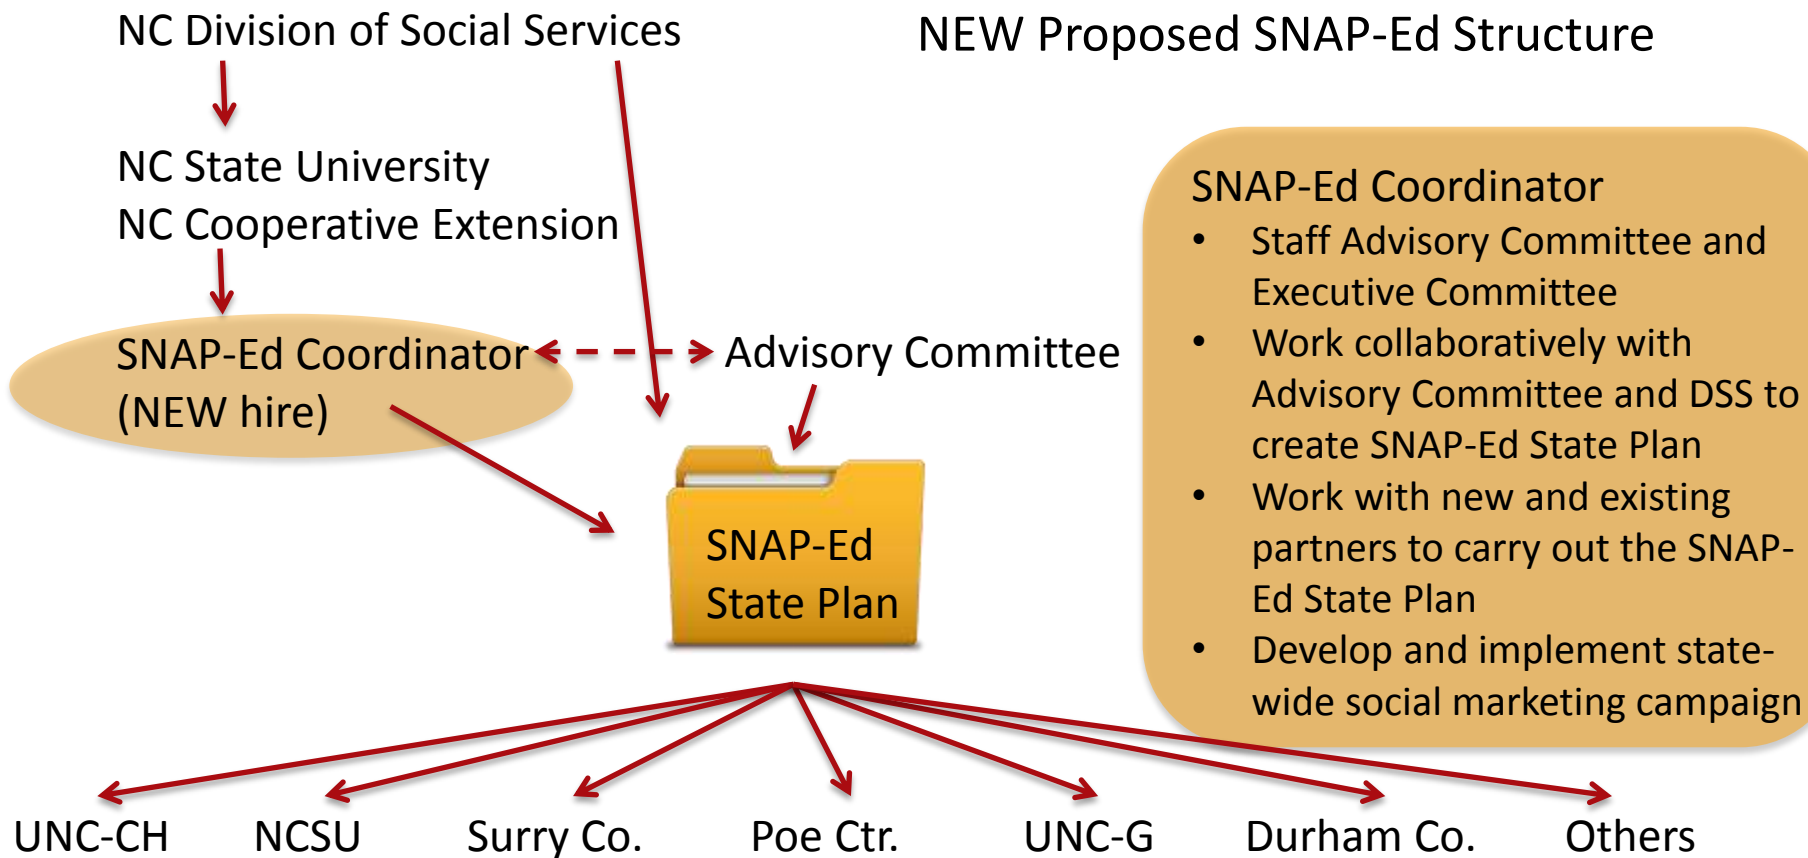 NC Division of Social Services
NEW Proposed SNAP-Ed Structure
NC State University
NC Cooperative Extension
SNAP-Ed Coordinator
(NEW hire)
Advisory Committee
SNAP-Ed
State Plan
SNAP-Ed Coordinator
• Staff Advisory Committee and
Executive Committee
• Work collaboratively with
Advisory Committee and DSS to
create SNAP-Ed State Plan
• Work with new and existing
partners to carry out the SNAP-
Ed State Plan
• Develop and implement state-
wide social marketing campaign
UNC-CH NCSU Surry Co. Poe Ctr. UNC-G Durham Co. Others